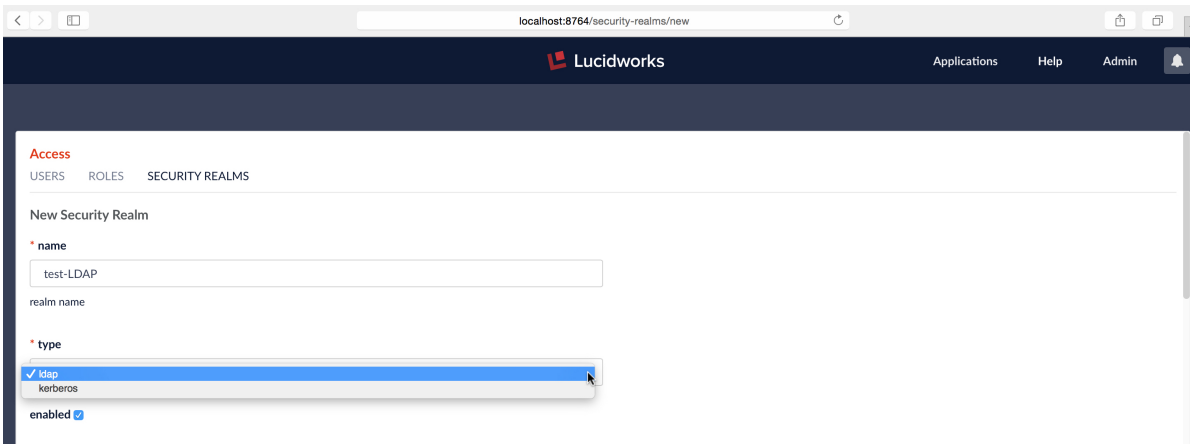 localhost:8764/security-realms/new
Lucidworks Applications Help Admin
Access
USERS ROLES SECURITY REALMS
New Security Realm
* name
test-LDAP
realm name
* type
✓ ldap
kerberos
enabled